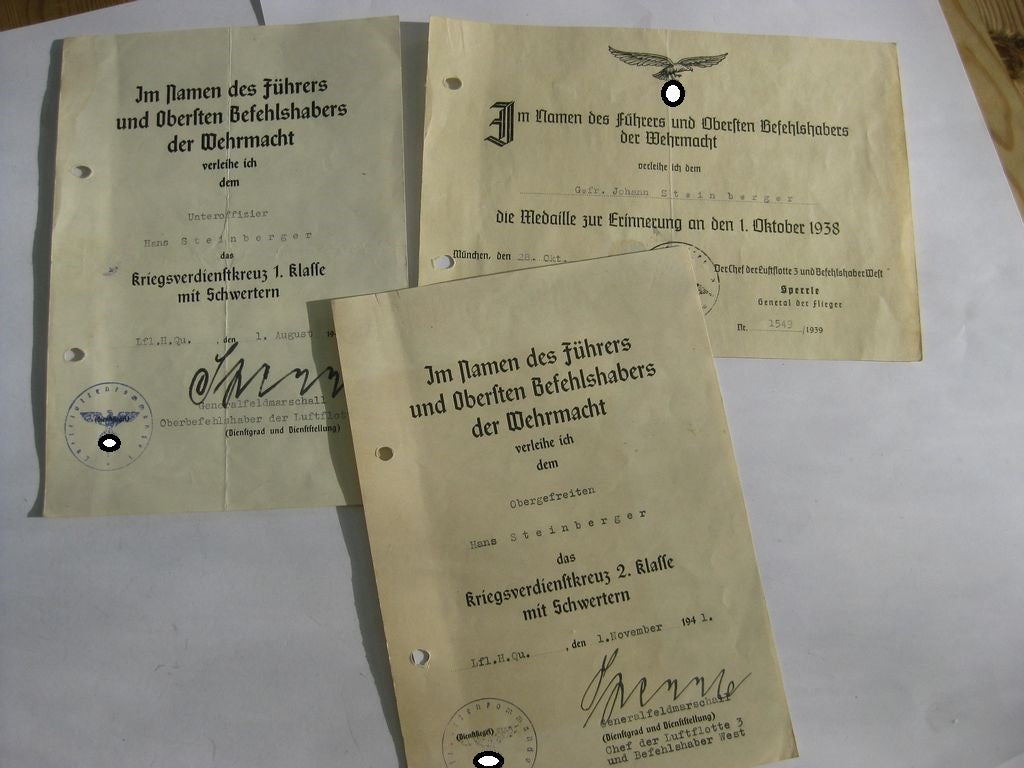 Im Namen des Führers
und Obersten Befehlshabers
der Wehrmacht
verleihe ich
dem
Unteroffizier
Hans Steinberger
das
Kriegsverdienstkreuz 1. Klasse
mit Schwertern
Lfl.H.Qu. , den 1. August 19
Generalfeldmarschall
Oberbefehlshaber der Luftflot
(Dienstgrad und Dienststellung)
(Dienstsiegel)
Im Namen des Führers und Obersten Befehlshabers
der Wehrmacht
verleihe ich dem
Gefr. Johann Steinberger
die Medaille zur Erinnerung an den 1. Oktober 1938
München, den 28. Okt.
Der Chef der Luftflotte 3 und Befehlshaber West
Sperrle
General der Flieger
Nr. 1549 /1939
Im Namen des Führers
und Obersten Befehlshabers
der Wehrmacht
verleihe ich
dem
Obergefreiten
Hans Steinberger
das
Kriegsverdienstkreuz 2. Klasse
mit Schwertern
Lfl.H.Qu. , den 1.November 1941.
Sperrle
Generalfeldmarschall
(Dienstgrad und Dienststellung)
Chef der Luftflotte 3
und Befehlshaber West
(Dienstsiegel)